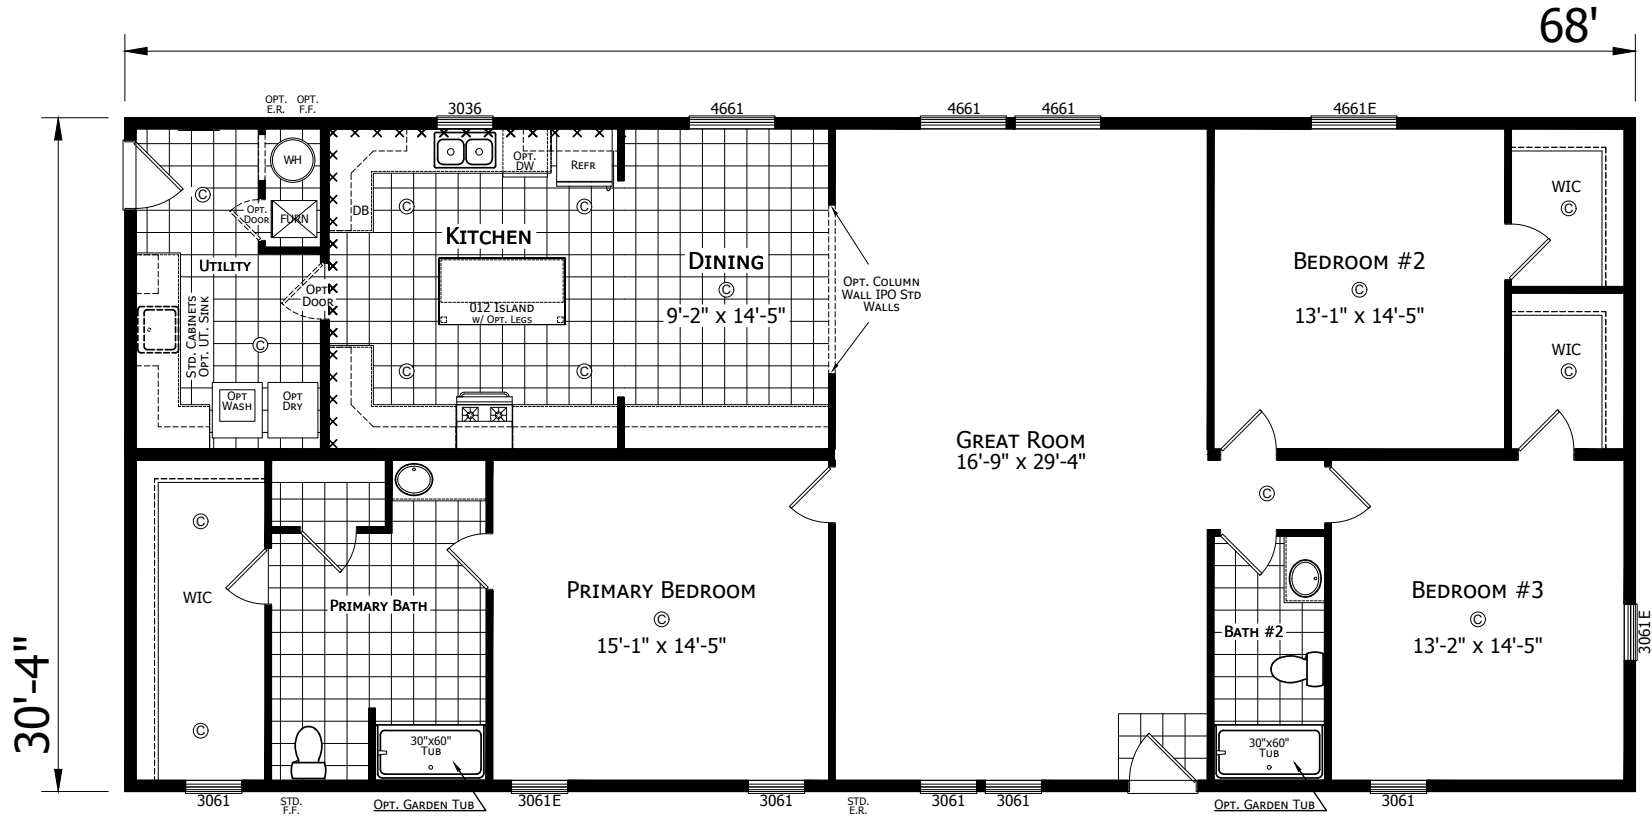 68'
OPT. OPT.
E.R. F.F.
3036
4661
4661
4661
4661E
WH
OPT.
DW
REFR
WIC
©
©
DB
©
©
OPT.
DOOR
FURN
KITCHEN
UTILITY
DINING
©
9'-2" x 14'-5"
OPT. COLUMN
WALL IPO STD
WALLS
BEDROOM #2
©
13'-1" x 14'-5"
OPT
DOOR
012 ISLAND
W/ OPT. LEGS
STD. CABINETS
OPT. UT. SINK
©
©
©
WIC
©
OPT
WASH
OPT
DRY
GREAT ROOM
16'-9" x 29'-4"
©
©
WIC
©
PRIMARY BATH
PRIMARY BEDROOM
©
15'-1" x 14'-5"
BATH #2
BEDROOM #3
©
13'-2" x 14'-5"
3061E
30'-4"
30"x60"
TUB
30"x60"
TUB
3061
STD.
F.F.
OPT. GARDEN TUB
3061E
3061
STD.
E.R.
3061
3061
OPT. GARDEN TUB
3061